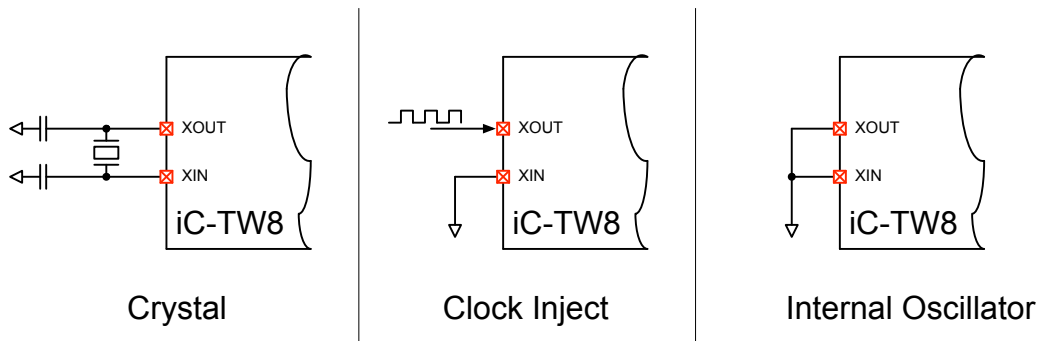 XOUT
XIN
iC-TW8
Crystal
XOUT
XIN
iC-TW8
Clock Inject
XOUT
XIN
iC-TW8
Internal Oscillator